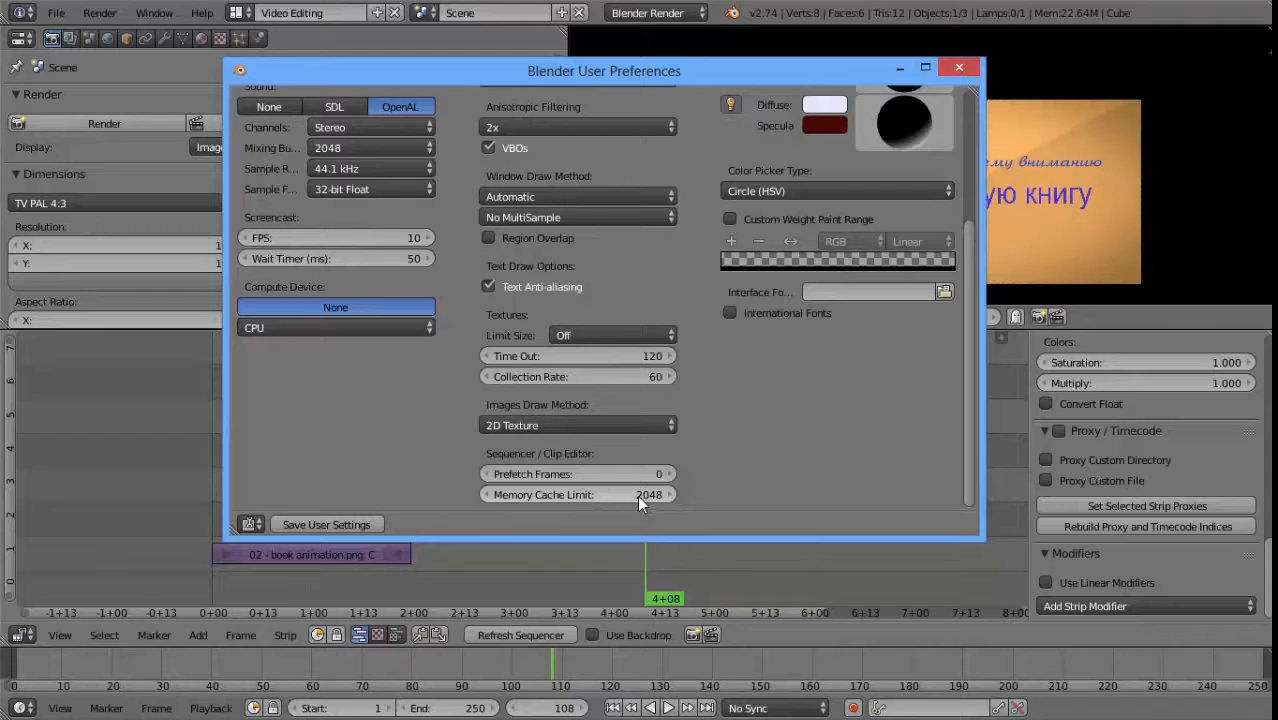 File Render Window Help Video Editing Scene Blender Render v2.74 | Verts:8 | Faces:6 | Tris:12 | Objects:1/3 | Lamps:0/1 | Mem:22.64M | Cube
Scene
Render
Render
Display: Imag
Dimensions
TV PAL 4:3
Resolution:
X: 1
Y: 1
Aspect Ratio:
X:
Blender User Preferences
None SDL OpenAL
Channels: Stereo
Mixing Bu... 2048
Sample R... 44.1 kHz
Sample F... 32-bit Float
Screencast:
FPS: 10
Wait Timer (ms): 50
Compute Device:
None
CPU
Anisotropic Filtering
2x
VBOs
Window Draw Method:
Automatic
No MultiSample
Region Overlap
Text Draw Options:
Text Anti-aliasing
Textures:
Limit Size: Off
Time Out: 120
Collection Rate: 60
Images Draw Method:
2D Texture
Sequencer / Clip Editor:
Prefetch Frames: 0
Memory Cache Limit: 2048
Diffuse:
Specula
Color Picker Type:
Circle (HSV)
Custom Weight Paint Range
RGB Linear
Interface Fo...
International Fonts
Save User Settings
ему вниманию
ую книгу
Colors:
Saturation: 1.000
Multiply: 1.000
Convert Float
Proxy / Timecode
Proxy Custom Directory
Proxy Custom File
Set Selected Strip Proxies
Rebuild Proxy and Timecode Indices
Modifiers
Use Linear Modifiers
Add Strip Modifier
7
6
5
4
3
2
1
0
02 - book animation.png: C
4+08
-1+13 -1+00 -0+13 0+00 0+13 1+00 1+13 2+00 2+13 3+00 3+13 4+00 4+13 5+00 5+13 6+00 6+13 7+00 7+13 8+00
View Select Marker Add Frame Strip Refresh Sequencer Use Backdrop
0 10 20 30 40 50 60 70 80 90 100 110 120 130 140 150 160 170 180 190 200 210 220 230 240 250
View Marker Frame Playback Start: 1 End: 250 108 No Sync